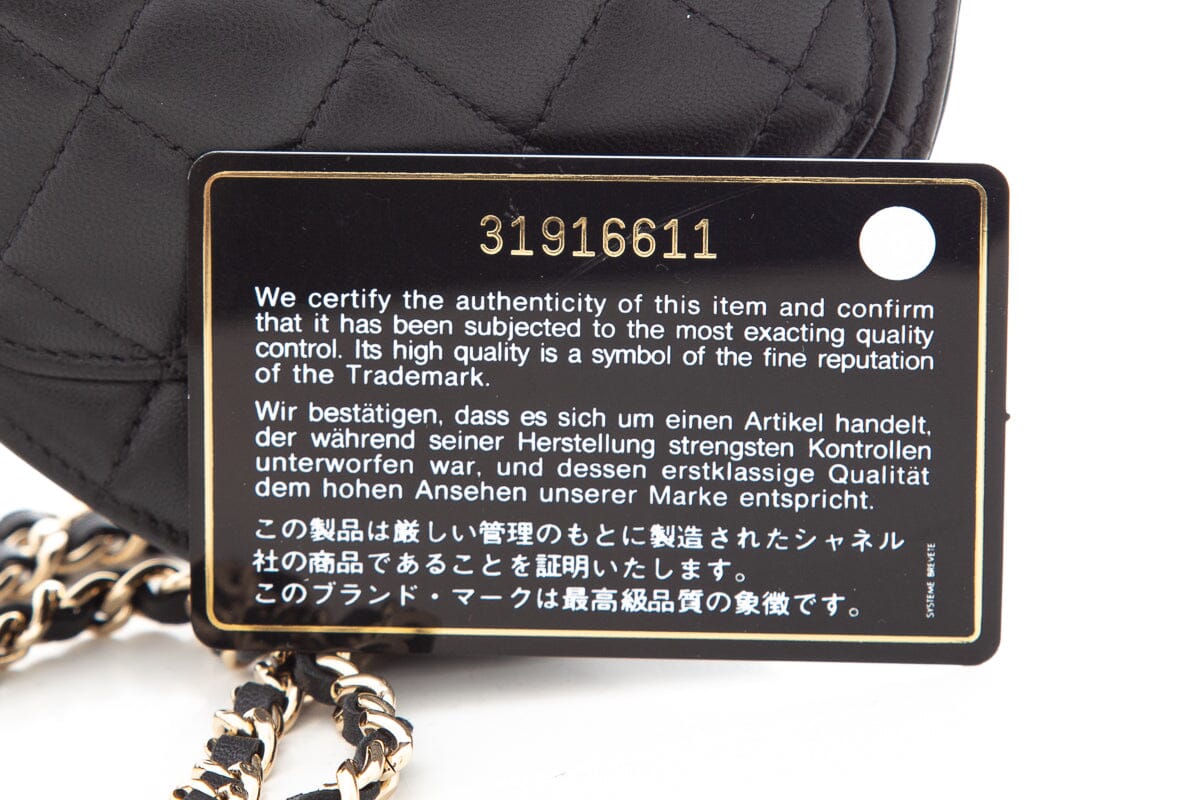 31916611
We certify the authenticity of this item and confirm
that it has been subjected to the most exacting quality
control. Its high quality is a symbol of the fine reputation
of the Trademark.
Wir bestätigen, dass es sich um einen Artikel handelt,
der während seiner Herstellung strengsten Kontrollen
unterworfen war, und dessen erstklassige Qualität
dem hohen Ansehen unserer Marke entspricht.
この製品は厳しい管理のもとに製造されたシャネル
社の商品であることを証明いたします。
このブランド・マークは最高級品質の象徴です。
SYSTEME BREVETE